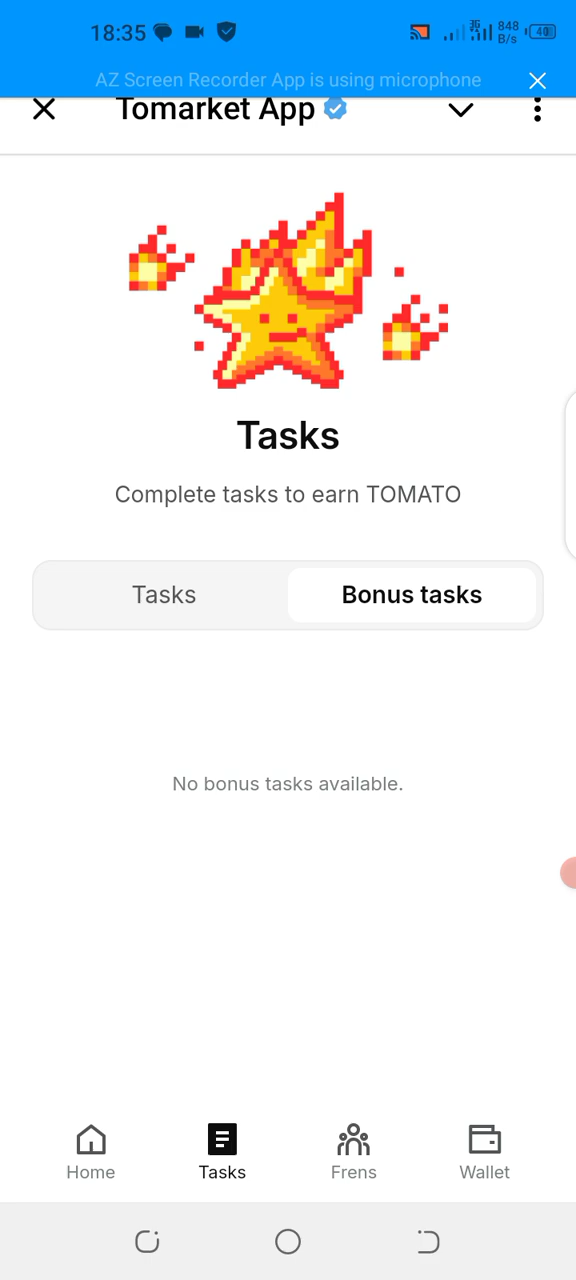 18:35 3G 848 B/s 40
AZ Screen Recorder App is using microphone
Tomarket App
Tasks
Complete tasks to earn TOMATO
Tasks Bonus tasks
No bonus tasks available.
Home Tasks Frens Wallet